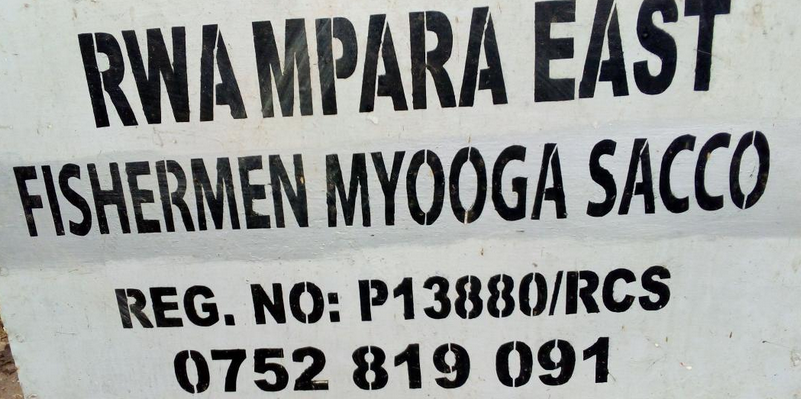 RWAMPARA EAST
FISHERMEN MYOOGA SACCO
REG. NO: P13880/RCS
0752 819 091